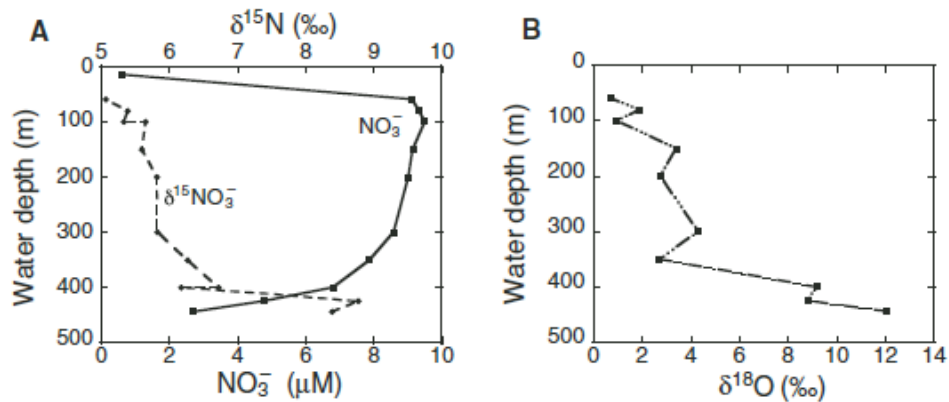 A
δ¹⁵N (‰)
5 6 7 8 9 10
0
100
200
300
400
500
Water depth (m)
NO₃⁻
δ¹⁵NO₃⁻
0 2 4 6 8 10
NO₃⁻ (μM)
B
0
100
200
300
400
500
Water depth (m)
0 2 4 6 8 10 12 14
δ¹⁸O (‰)